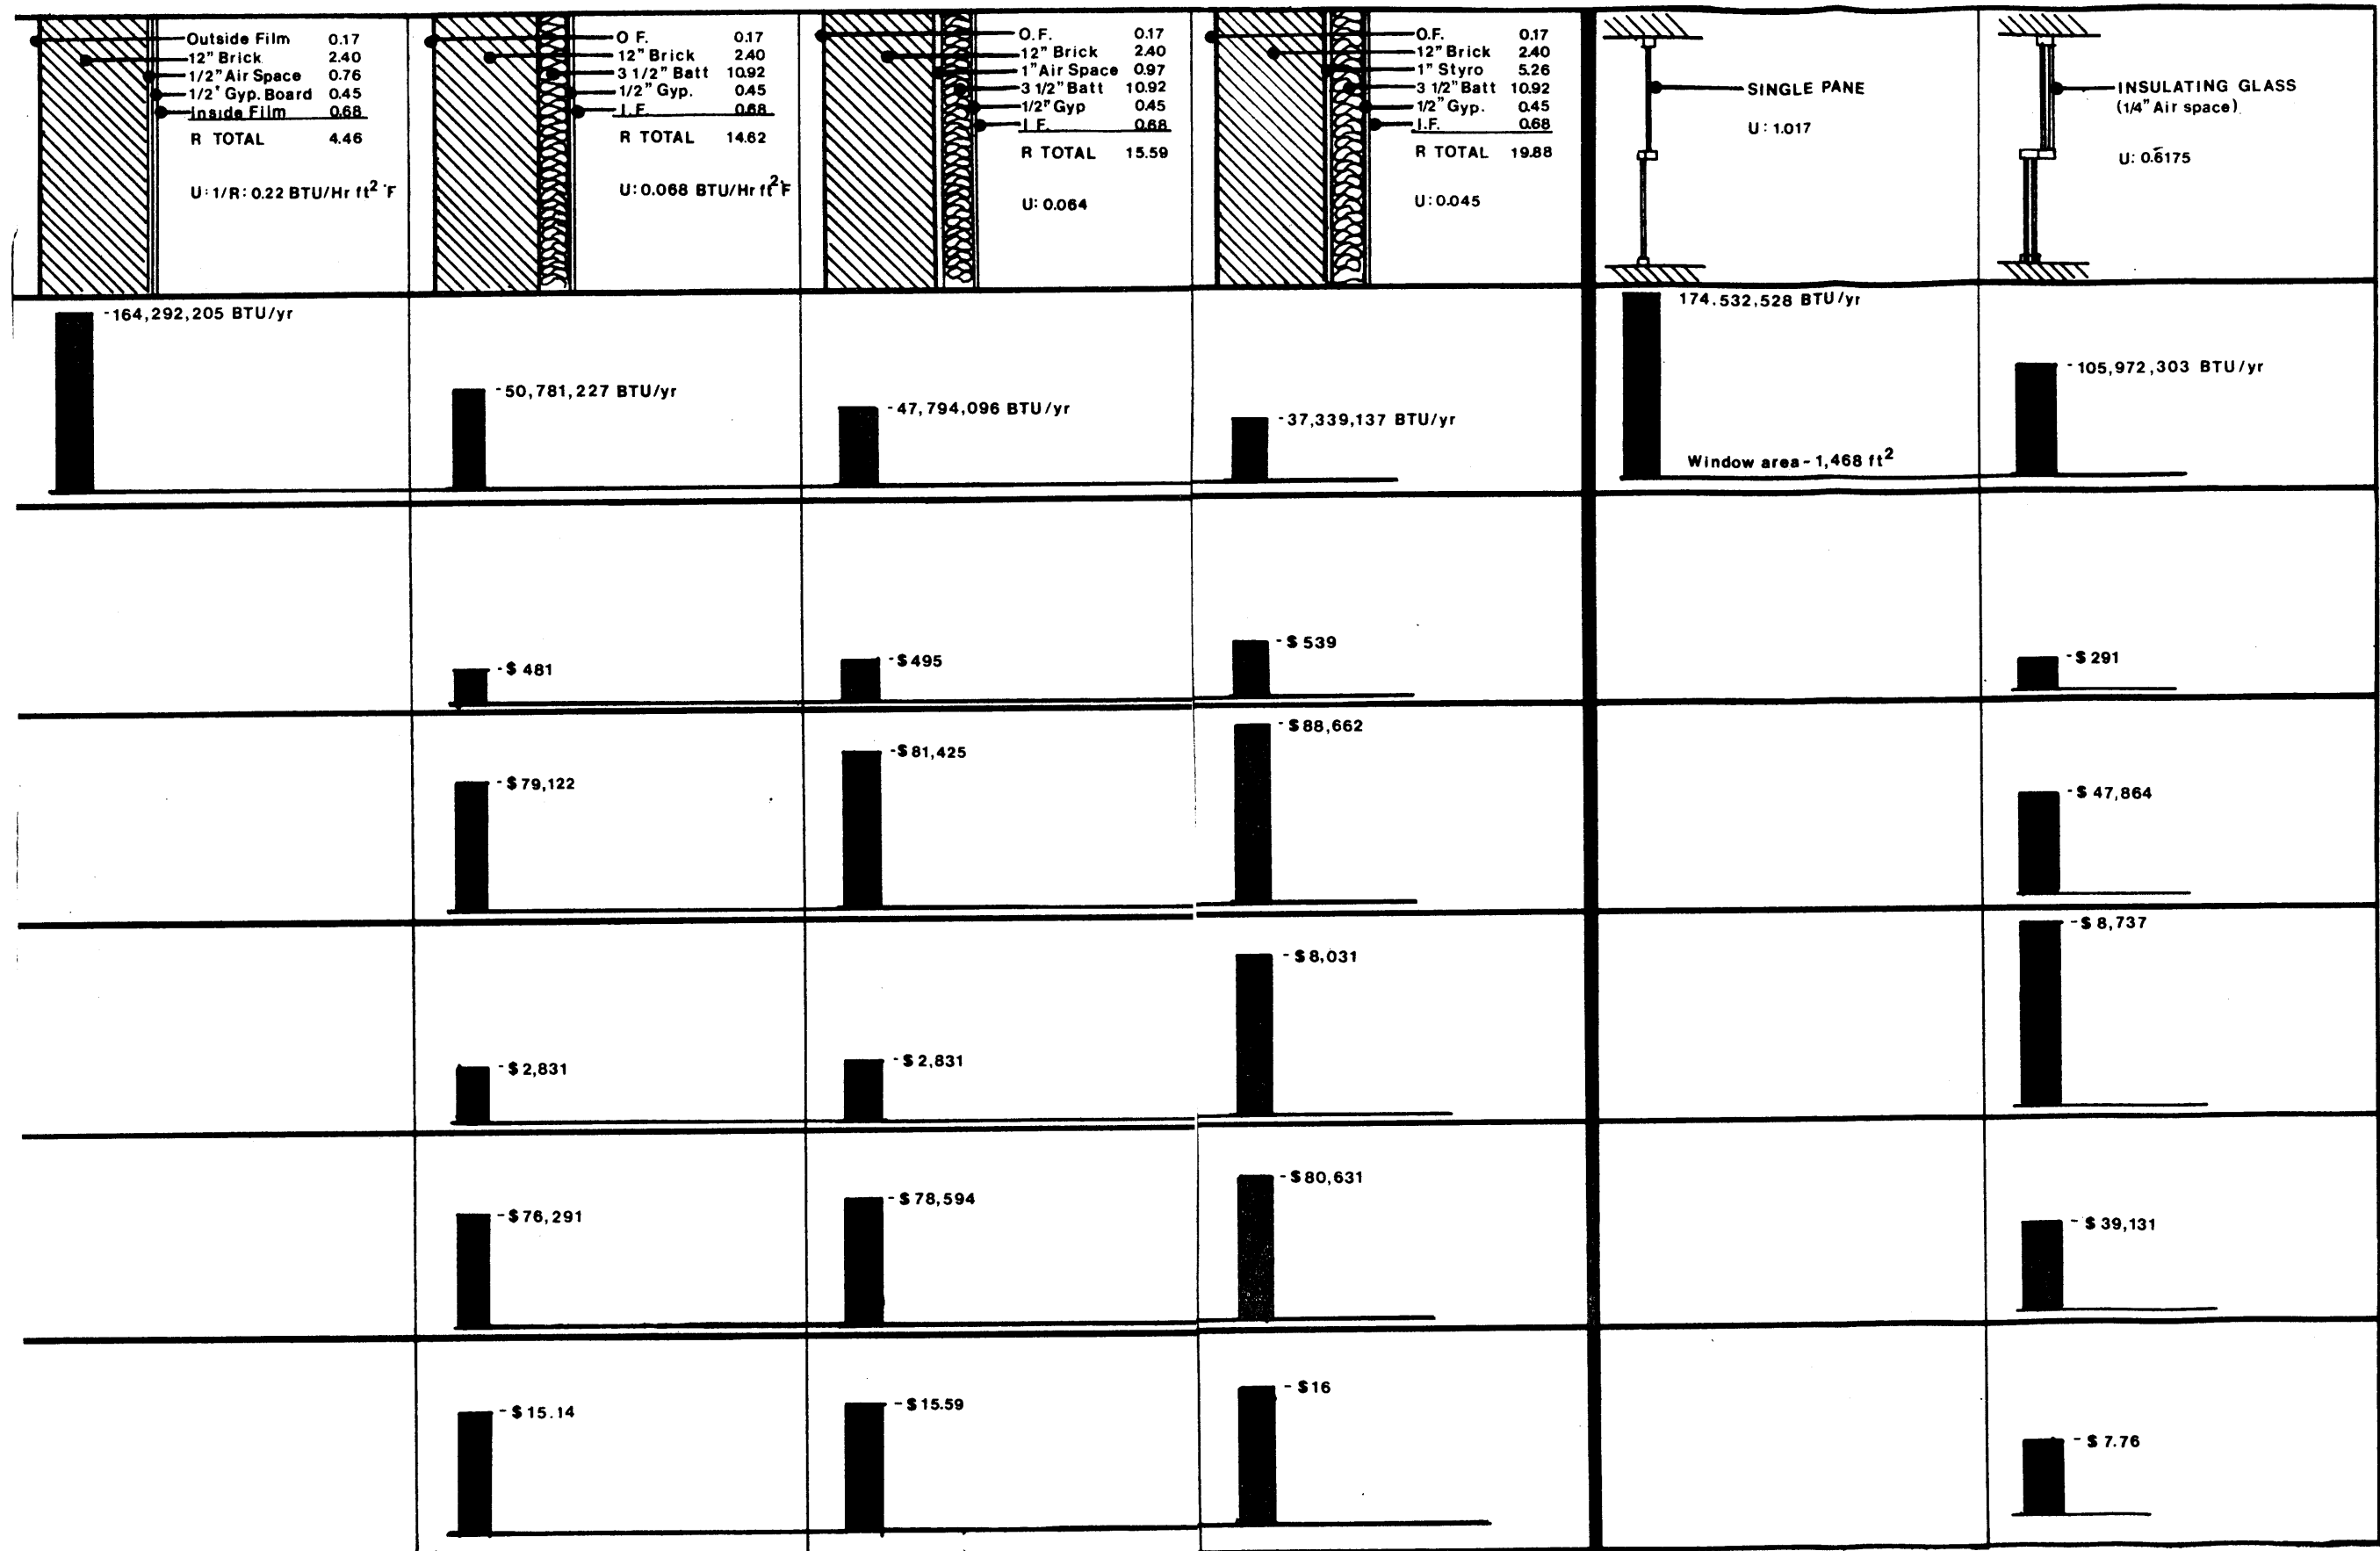 Outside Film 0.17
12" Brick 2.40
1/2" Air Space 0.76
1/2" Gyp. Board 0.45
Inside Film 0.68
R TOTAL 4.46
U: 1/R: 0.22 BTU/Hr ft² °F
O F. 0.17
12" Brick 2.40
3 1/2" Batt 10.92
1/2" Gyp. 0.45
I.F. 0.68
R TOTAL 14.62
U: 0.068 BTU/Hr ft² °F
O.F. 0.17
12" Brick 2.40
1" Air Space 0.97
3 1/2" Batt 10.92
1/2" Gyp 0.45
I F. 0.68
R TOTAL 15.59
U: 0.064
O.F. 0.17
12" Brick 2.40
1" Styro 5.26
3 1/2" Batt 10.92
1/2" Gyp. 0.45
I.F. 0.68
R TOTAL 19.88
U: 0.045
SINGLE PANE
U: 1.017
INSULATING GLASS
(1/4" Air space)
U: 0.6175
-164,292,205 BTU/yr
-50,781,227 BTU/yr
-47,794,096 BTU/yr
-37,339,137 BTU/yr
174.532,528 BTU/yr
Window area - 1,468 ft²
-105,972,303 BTU/yr
-$ 481
-$495
-$ 539
-$ 291
-$ 79,122
-$ 81,425
-$88,662
-$ 47,864
-$2,831
-$2,831
-$8,031
-$ 8,737
-$76,291
-$ 78,594
-$80,631
-$ 39,131
-$15.14
-$15.59
-$16
-$ 7.76